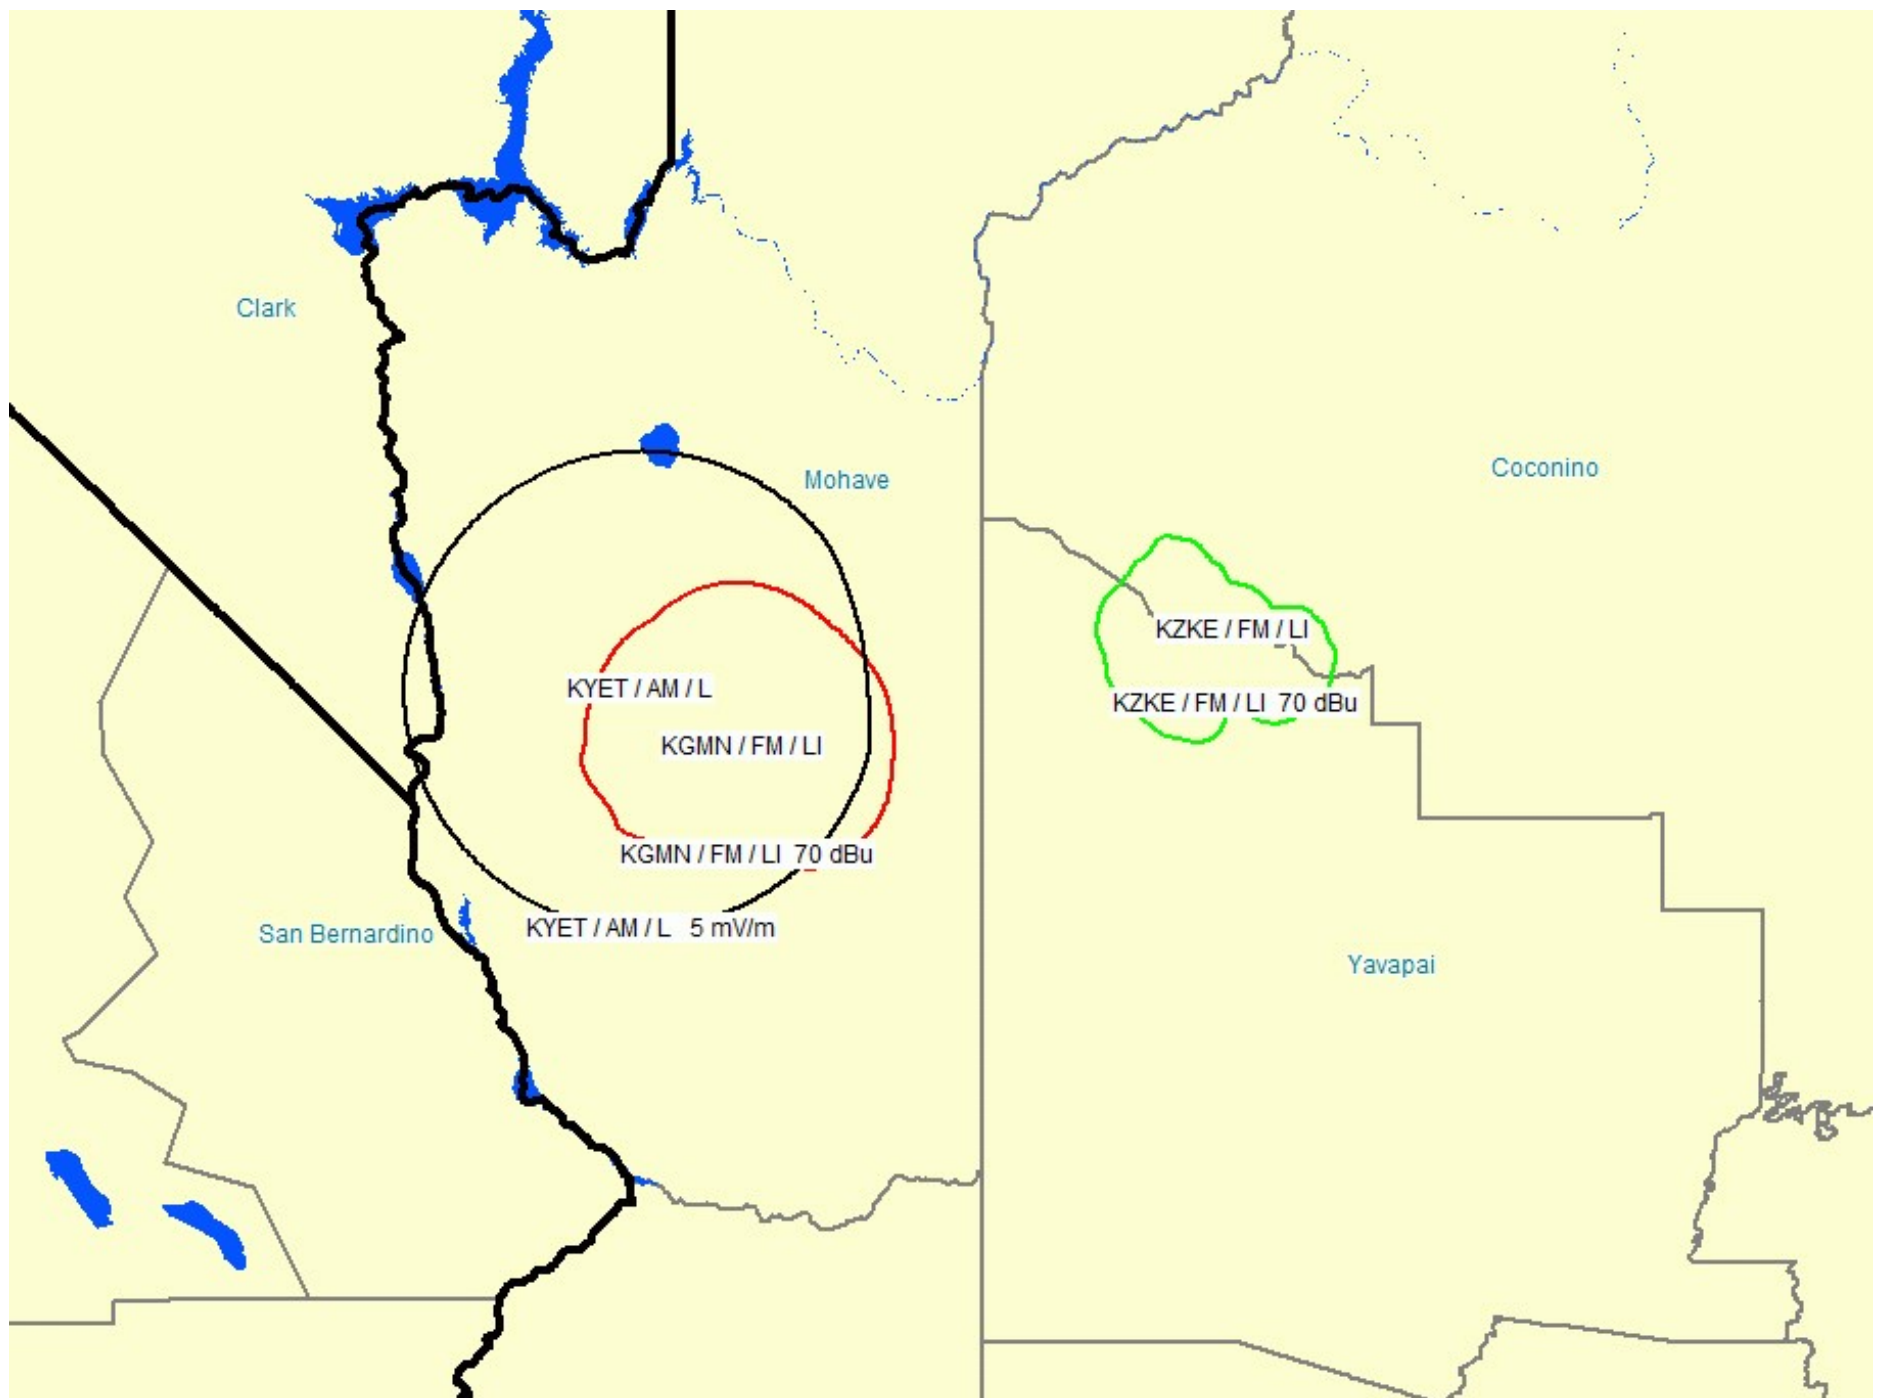 Clark
Mohave
Coconino
KZKE / FM / LI
KYET / AM / L
KZKE / FM / LI 70 dBu
KGMN / FM / LI
KGMN / FM / LI 70 dBu
KYET / AM / L 5 mV/m
San Bernardino
Yavapai